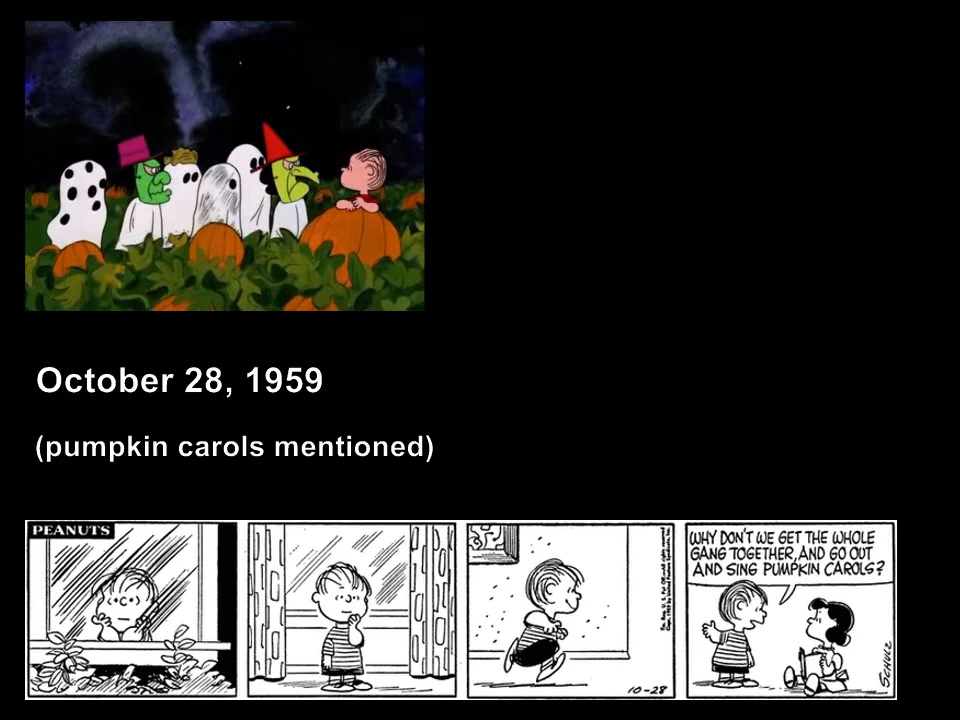 October 28, 1959
(pumpkin carols mentioned)
PEANUTS
10-28
WHY DON'T WE GET THE WHOLE
GANG TOGETHER, AND GO OUT
AND SING PUMPKIN CAROLS?
SCHULZ